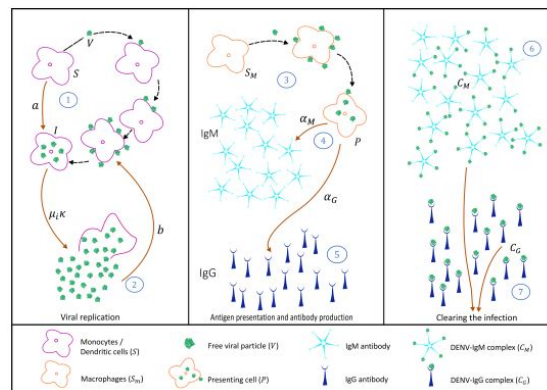 V
S
a
1
I
μᵢκ
b
2
Viral replication
S_M
3
IgM
α_M
4
P
α_G
5
IgG
Antigen presentation and antibody production
6
C_M
C_G
7
Clearing the infection
Monocytes /
Dendritic cells (S)
Macrophages (S_m)
Free viral particle (V)
Presenting cell (P)
IgM antibody
IgG antibody
DENV-IgM complex (C_M)
DENV-IgG complex (C_G)